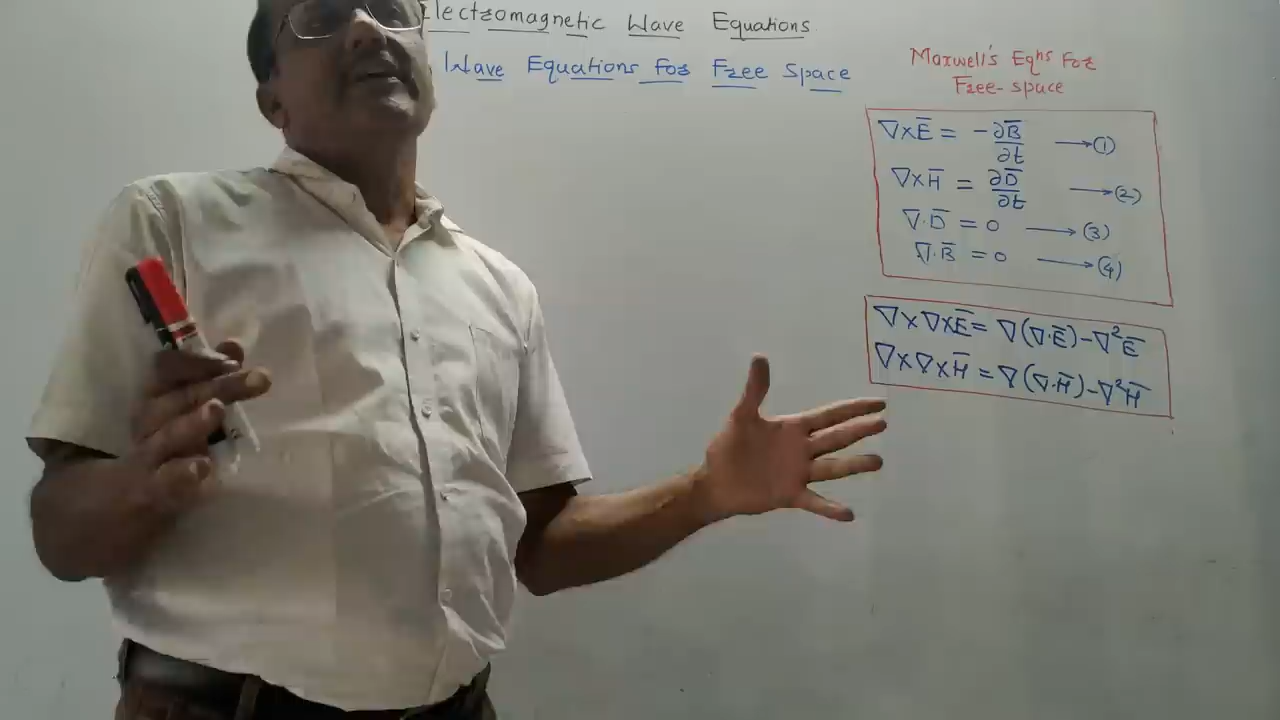 Electromagnetic Wave Equations
Wave Equations for Free Space
Maxwell's Eqns For
Free-space
∇×E̅ = -∂B̅/∂t → (1)
∇×H̅ = ∂D̅/∂t → (2)
∇·D̅ = 0 → (3)
∇·B̅ = 0 → (4)
∇×∇×E̅ = ∇(∇·E̅)-∇²E̅
∇×∇×H̅ = ∇(∇·H̅)-∇²H̅